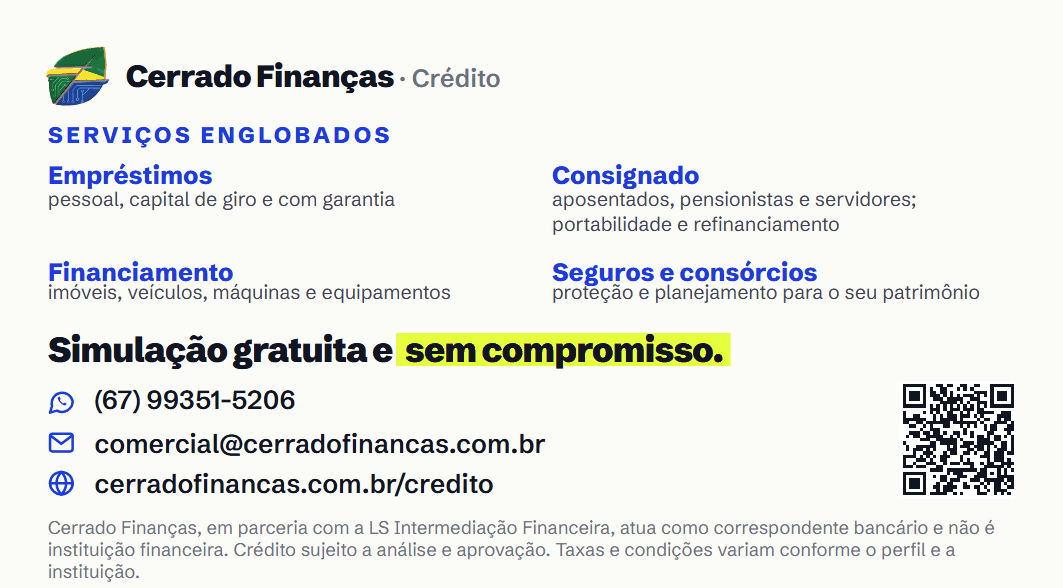 Cerrado Finanças · Crédito
SERVIÇOS ENGLOBADOS
Empréstimos
pessoal, capital de giro e com garantia
Consignado
aposentados, pensionistas e servidores;
portabilidade e refinanciamento
Financiamento
imóveis, veículos, máquinas e equipamentos
Seguros e consórcios
proteção e planejamento para o seu patrimônio
Simulação gratuita e sem compromisso.
(67) 99351-5206
comercial@cerradofinancas.com.br
cerradofinancas.com.br/credito
Cerrado Finanças, em parceria com a LS Intermediação Financeira, atua como correspondente bancário e não é
instituição financeira. Crédito sujeito a análise e aprovação. Taxas e condições variam conforme o perfil e a
instituição.